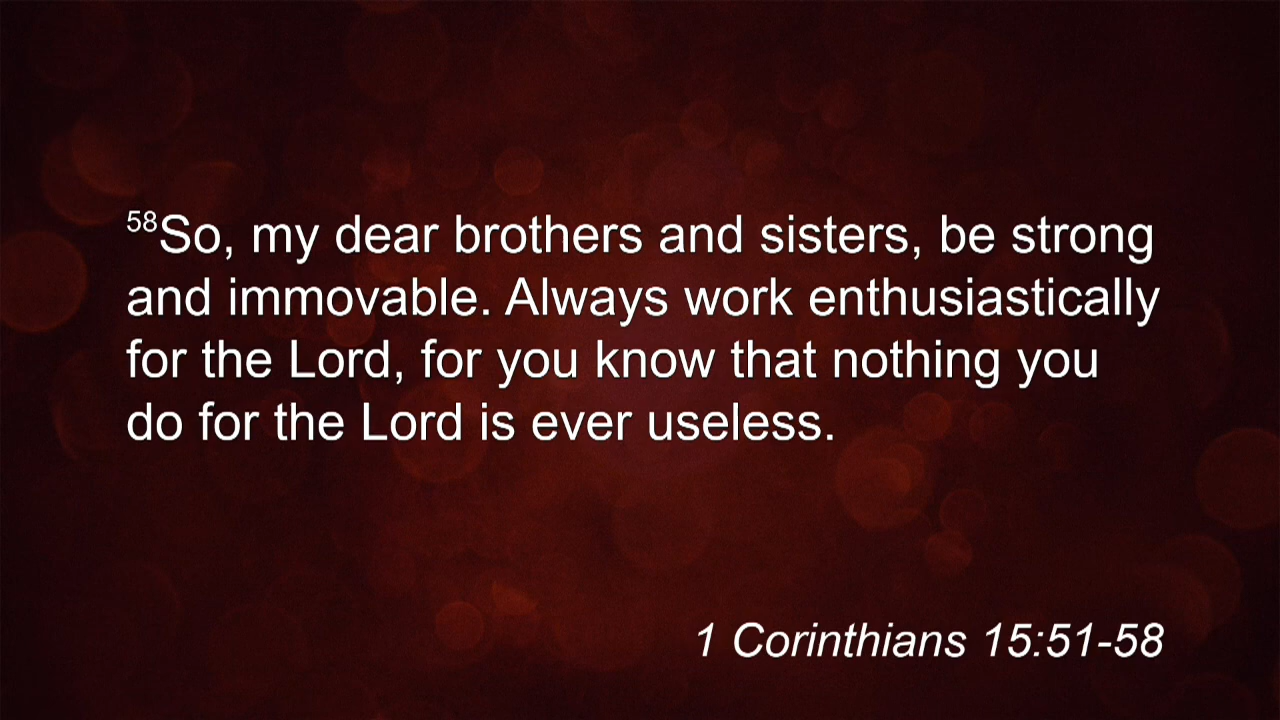 58So, my dear brothers and sisters, be strong
and immovable. Always work enthusiastically
for the Lord, for you know that nothing you
do for the Lord is ever useless.
1 Corinthians 15:51-58